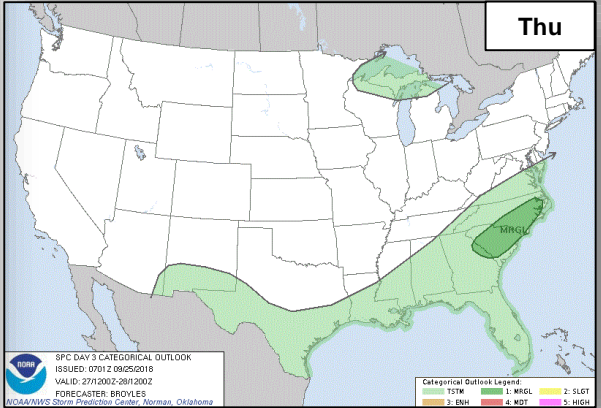 Thu
MRGL
NOAA
SPC DAY 3 CATEGORICAL OUTLOOK
ISSUED: 0701Z 09/25/2018
VALID: 27/1200Z-28/1200Z
FORECASTER: BROYLES
NOAA/NWS Storm Prediction Center, Norman, Oklahoma
Categorical Outlook Legend:
TSTM 1: MRGL 2: SLGT
3: ENH 4: MDT 5: HIGH